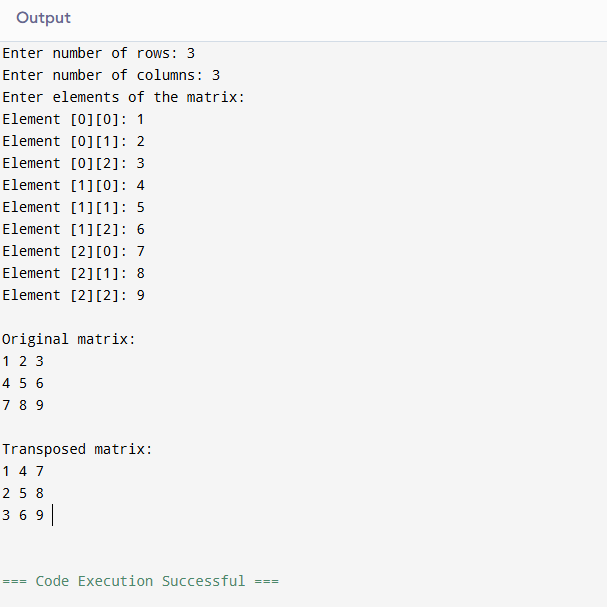 Output
Enter number of rows: 3
Enter number of columns: 3
Enter elements of the matrix:
Element [0][0]: 1
Element [0][1]: 2
Element [0][2]: 3
Element [1][0]: 4
Element [1][1]: 5
Element [1][2]: 6
Element [2][0]: 7
Element [2][1]: 8
Element [2][2]: 9
Original matrix:
1 2 3
4 5 6
7 8 9
Transposed matrix:
1 4 7
2 5 8
3 6 9
=== Code Execution Successful ===